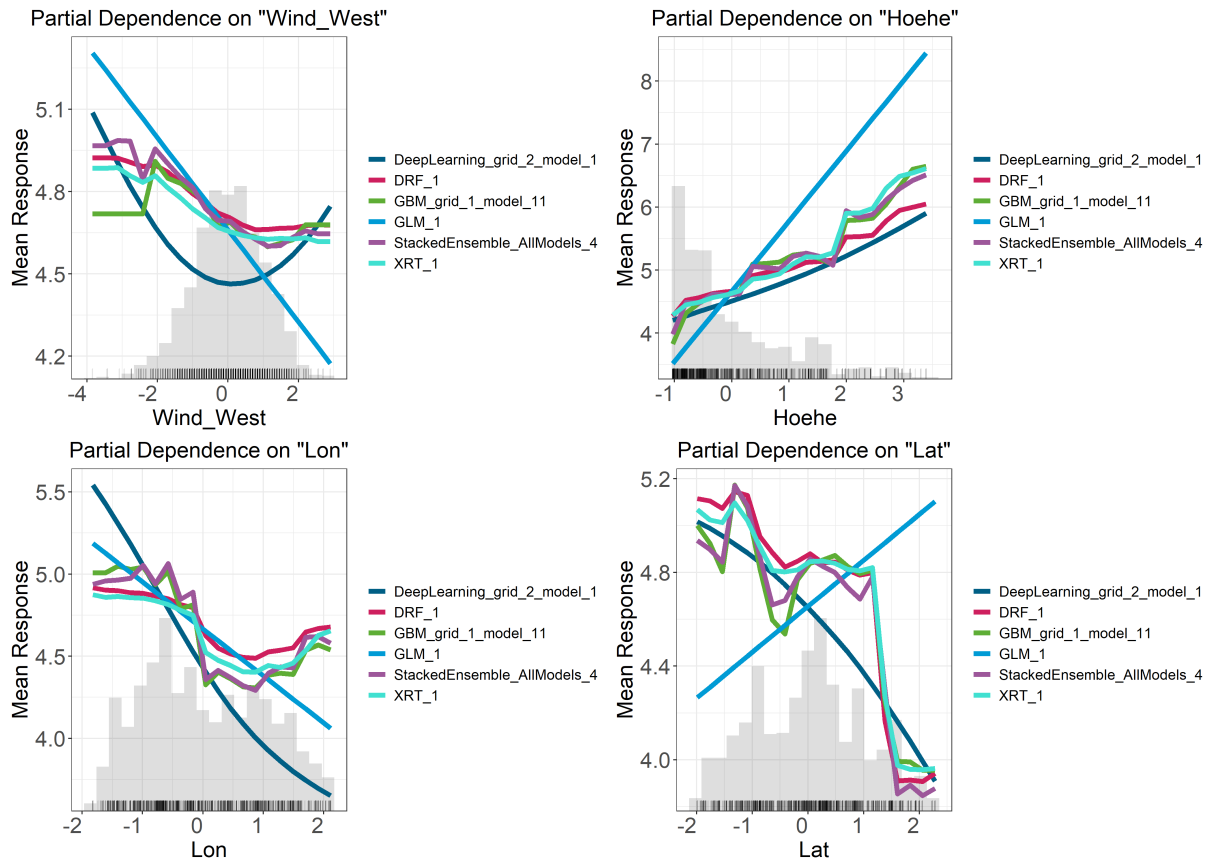 Partial Dependence on "Wind_West"
Mean Response
5.1
4.8
4.5
4.2
-4
-2
0
2
Wind_West
DeepLearning_grid_2_model_1
DRF_1
GBM_grid_1_model_11
GLM_1
StackedEnsemble_AllModels_4
XRT_1
Partial Dependence on "Hoehe"
Mean Response
8
7
6
5
4
-1
0
1
2
3
Hoehe
DeepLearning_grid_2_model_1
DRF_1
GBM_grid_1_model_11
GLM_1
StackedEnsemble_AllModels_4
XRT_1
Partial Dependence on "Lon"
Mean Response
5.5
5.0
4.5
4.0
-2
-1
0
1
2
Lon
DeepLearning_grid_2_model_1
DRF_1
GBM_grid_1_model_11
GLM_1
StackedEnsemble_AllModels_4
XRT_1
Partial Dependence on "Lat"
Mean Response
5.2
4.8
4.4
4.0
-2
-1
0
1
2
Lat
DeepLearning_grid_2_model_1
DRF_1
GBM_grid_1_model_11
GLM_1
StackedEnsemble_AllModels_4
XRT_1